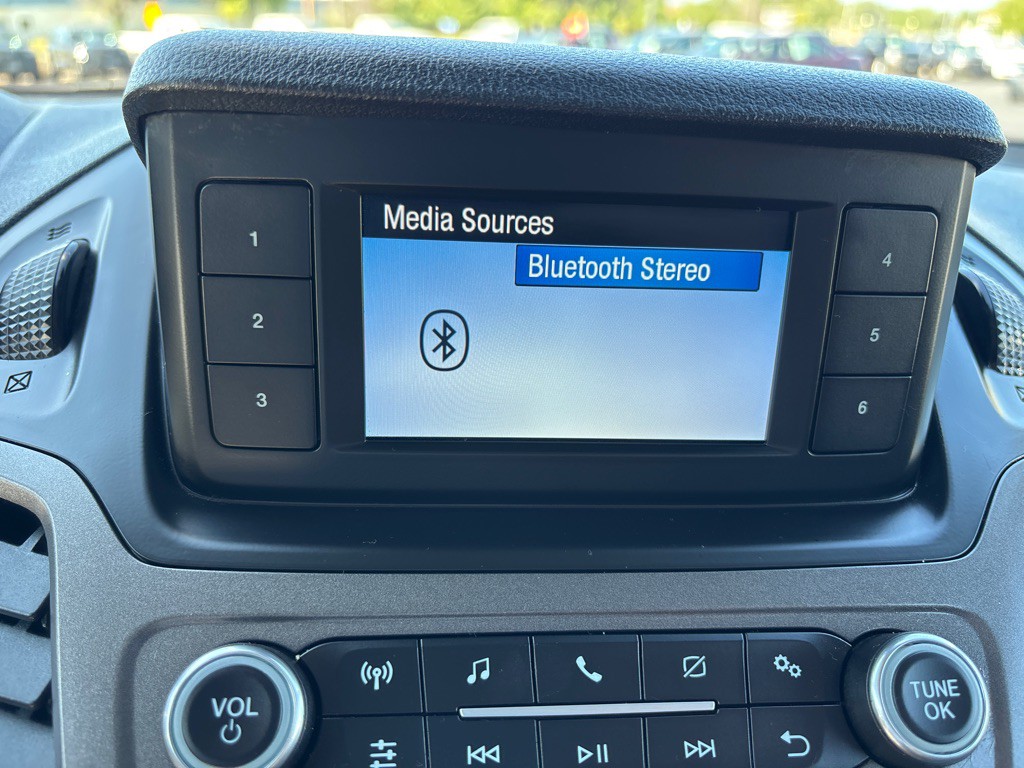 Media Sources
Bluetooth Stereo
1
2
3
4
5
6
VOL
TUNE
OK